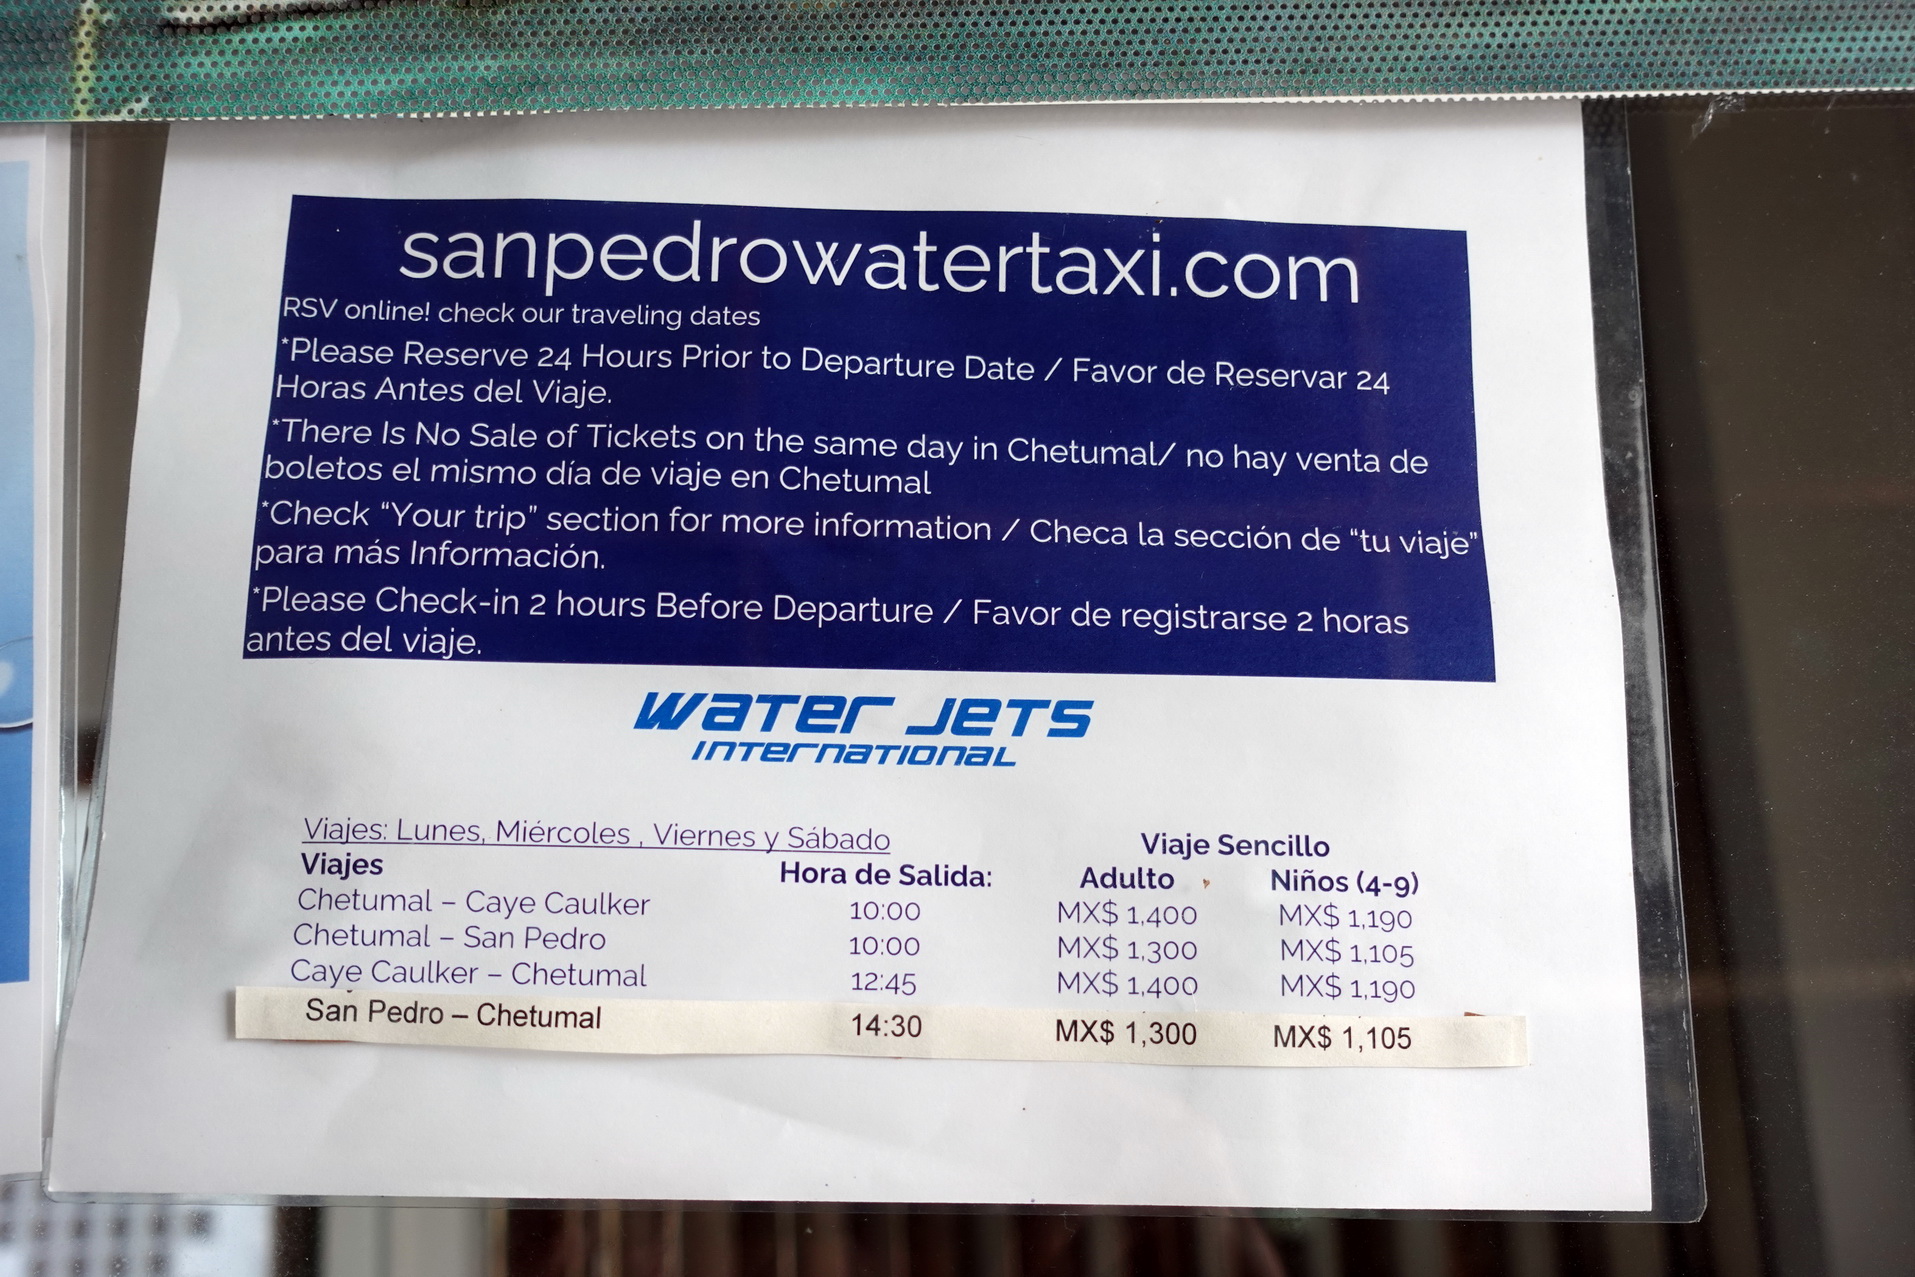 sanpedrowatertaxi.com
RSV online! check our traveling dates
*Please Reserve 24 Hours Prior to Departure Date / Favor de Reservar 24
Horas Antes del Viaje.
*There Is No Sale of Tickets on the same day in Chetumal/ no hay venta de
boletos el mismo día de viaje en Chetumal
*Check “Your trip” section for more information / Checa la sección de “tu viaje”
para más Información.
*Please Check-in 2 hours Before Departure / Favor de registrarse 2 horas
antes del viaje.
WATER JETS
INTERNATIONAL
Viajes: Lunes, Miércoles , Viernes y Sábado Viaje Sencillo
Viajes Hora de Salida: Adulto Niños (4-9)
Chetumal – Caye Caulker 10:00 MX$ 1,400 MX$ 1,190
Chetumal – San Pedro 10:00 MX$ 1,300 MX$ 1,105
Caye Caulker – Chetumal 12:45 MX$ 1,400 MX$ 1,190
San Pedro – Chetumal 14:30 MX$ 1,300 MX$ 1,105